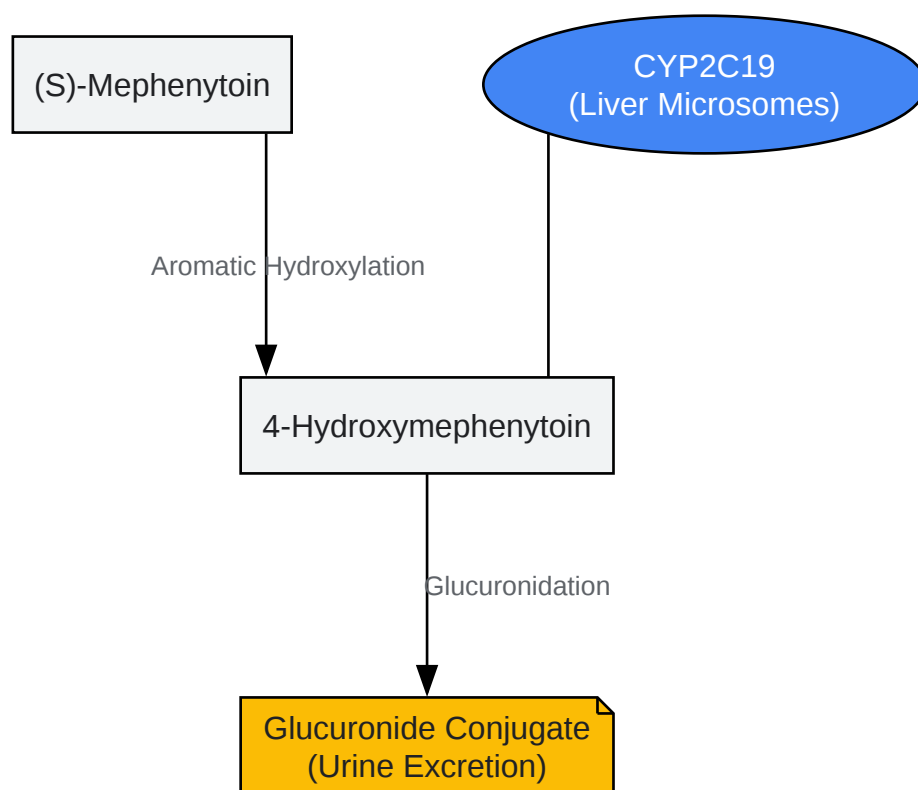 (S)-Mephenytoin
CYP2C19
(Liver Microsomes)
Aromatic Hydroxylation
4-Hydroxymephenytoin
Glucuronidation
Glucuronide Conjugate
(Urine Excretion)